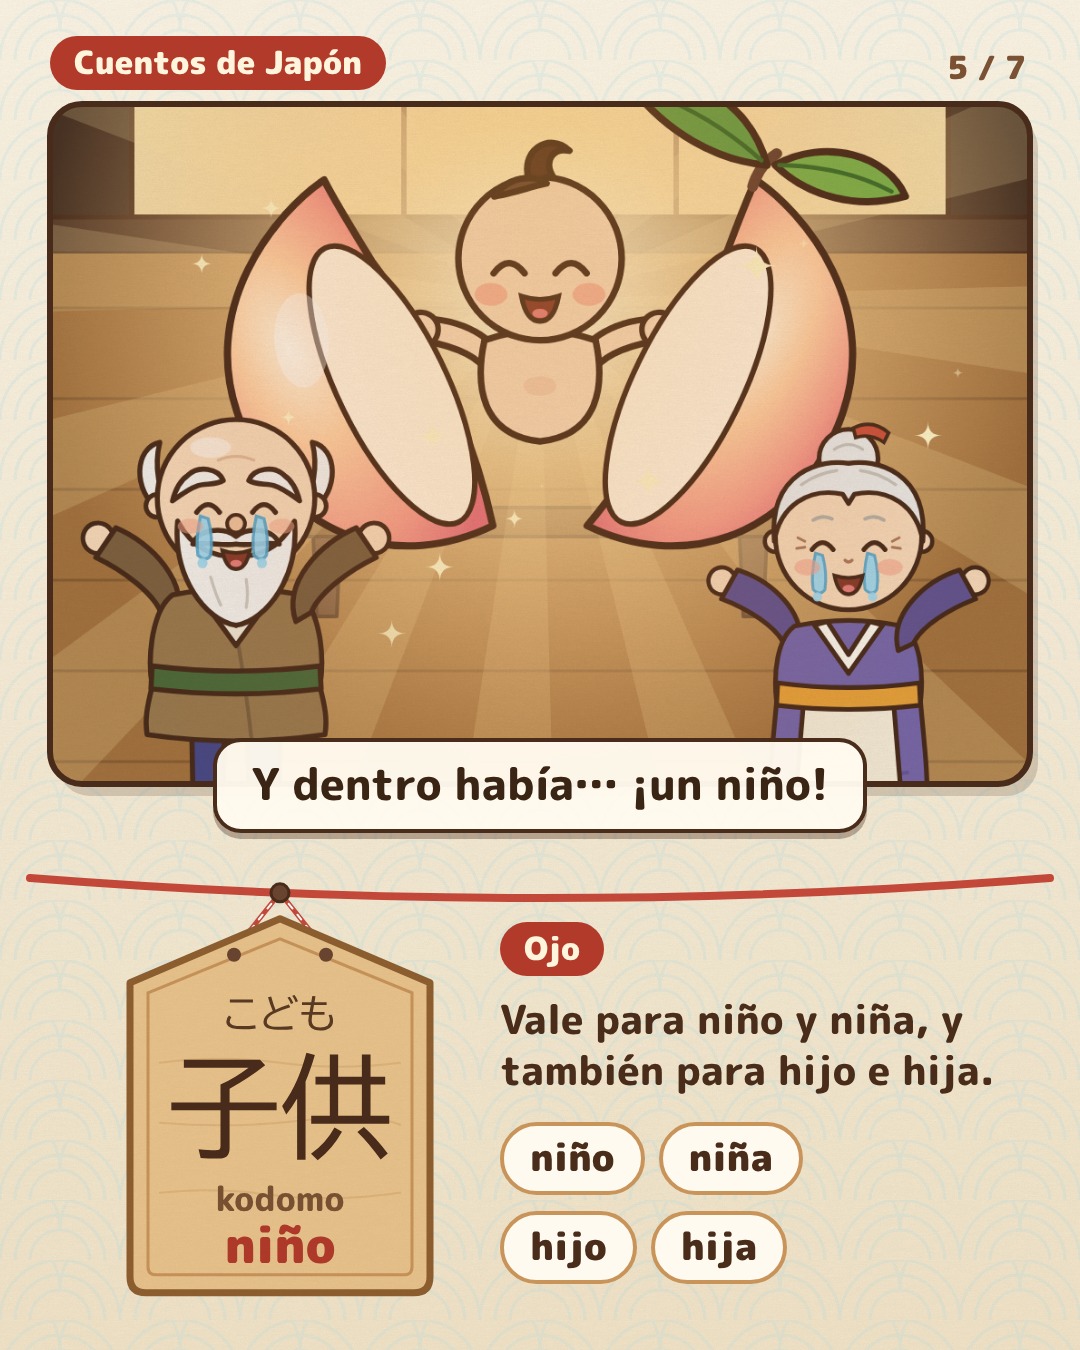 Cuentos de Japón
5 / 7
Y dentro había… ¡un niño!
こども
子供
kodomo
niño
Ojo
Vale para niño y niña, y
también para hijo e hija.
niño niña
hijo hija